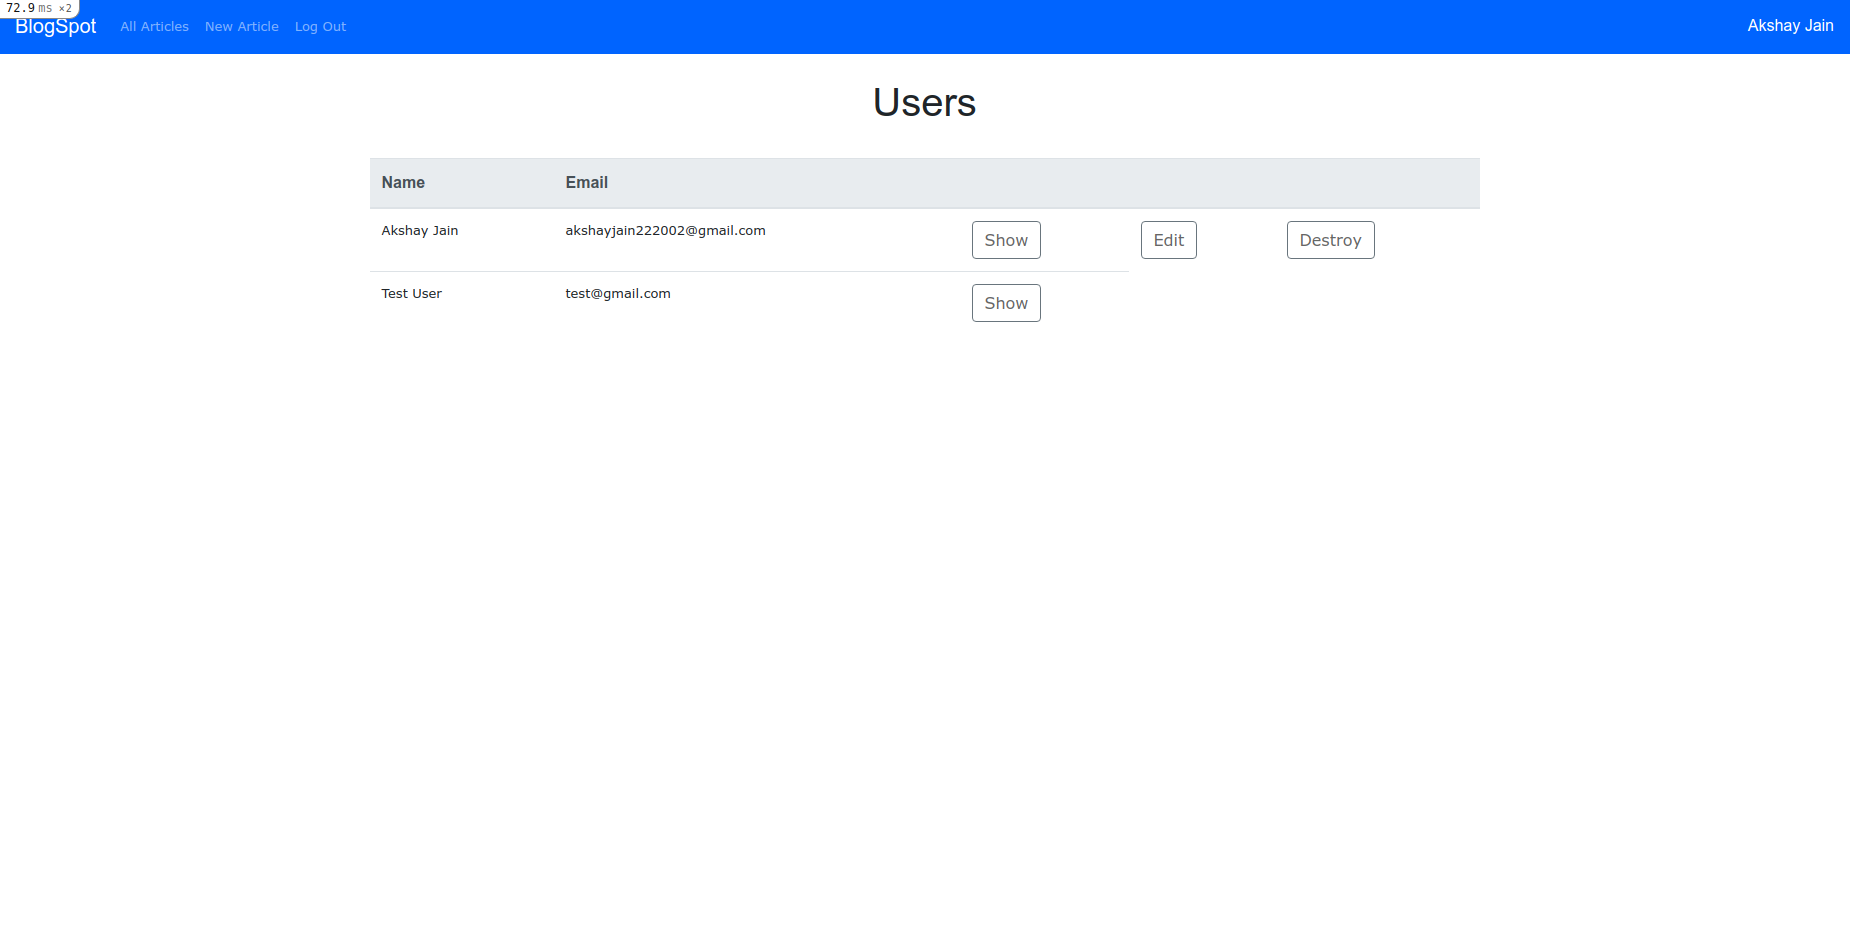 72.9 ms ×2
BlogSpot All Articles New Article Log Out Akshay Jain
Users
Name Email
Akshay Jain akshayjain222002@gmail.com Show Edit Destroy
Test User test@gmail.com Show